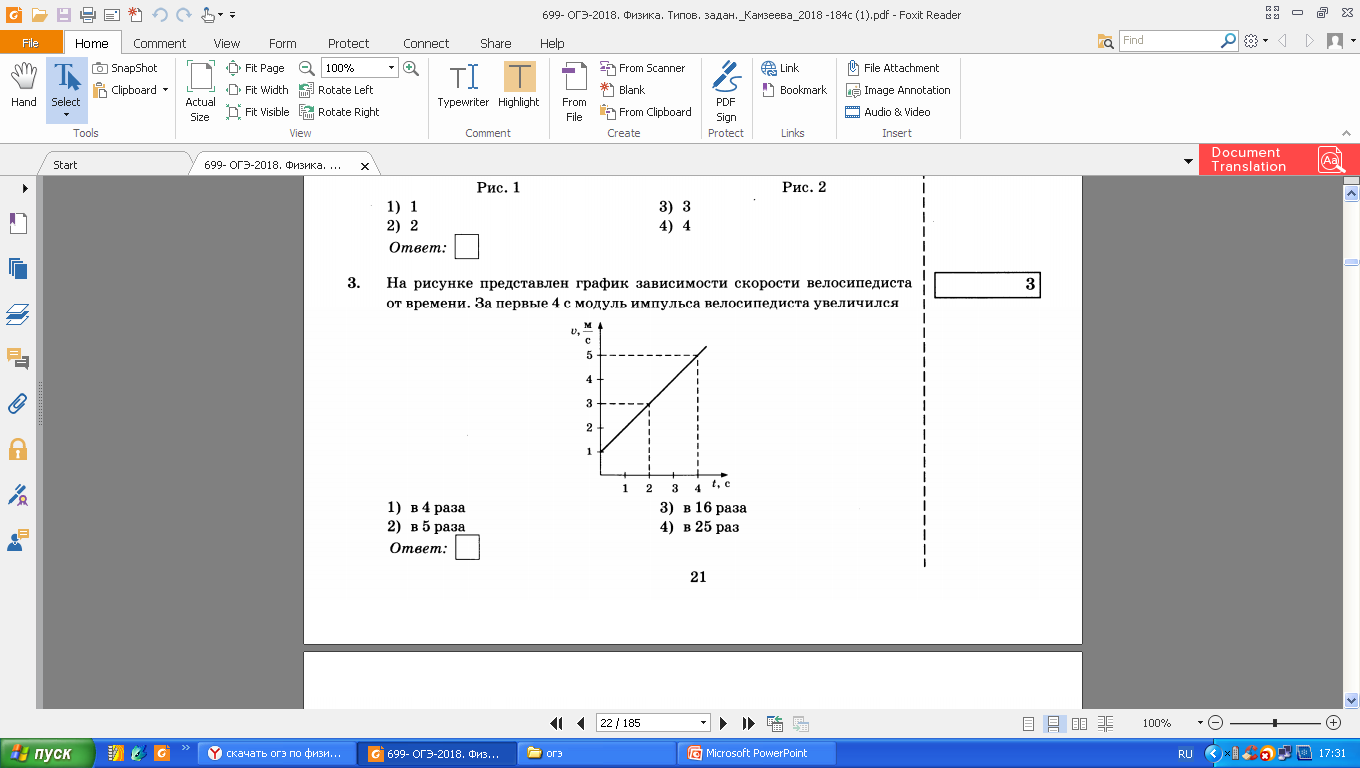 699- ОГЭ-2018. Физика. Типов. задан._Камзеева_2018 -184с (1).pdf - Foxit Reader
File Home Comment View Form Protect Connect Share Help Find
Hand Select SnapShot Clipboard
Actual Size Fit Page Fit Width Fit Visible 100% Rotate Left Rotate Right
Typewriter Highlight
From File From Scanner Blank From Clipboard
PDF Sign
Link Bookmark
File Attachment Image Annotation Audio & Video
Tools View Comment Create Protect Links Insert
Start 699- ОГЭ-2018. Физика. ... Document Translation
Рис. 1 Рис. 2
1) 1 3) 3
2) 2 4) 4
Ответ:
3. На рисунке представлен график зависимости скорости велосипедиста 3
от времени. За первые 4 с модуль импульса велосипедиста увеличился
υ, м/с
5
4
3
2
1
1 2 3 4 t, с
1) в 4 раза 3) в 16 раза
2) в 5 раза 4) в 25 раз
Ответ:
21
22 / 185 100%
пуск скачать огэ по физи... 699- ОГЭ-2018. Физ... огэ Microsoft PowerPoint RU 17:31